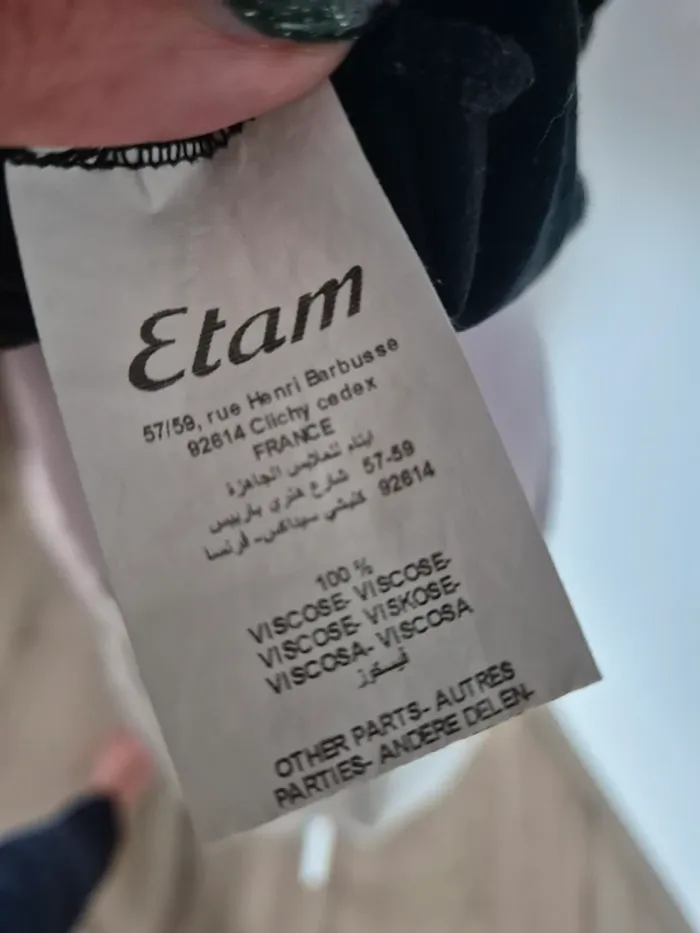 Etam
57/59, rue Henri Barbusse
92614 Clichy cedex
FRANCE
ايتام للملابس الجاهزة
57-59 شارع هنري باربيس
92614 كليشي سيداكس- فرنسا
100 %
VISCOSE- VISCOSE-
VISCOSE- VISKOSE-
VISCOSA- VISCOSA
فيسكوز
OTHER PARTS- AUTRES
PARTIES- ANDERE DELEN-